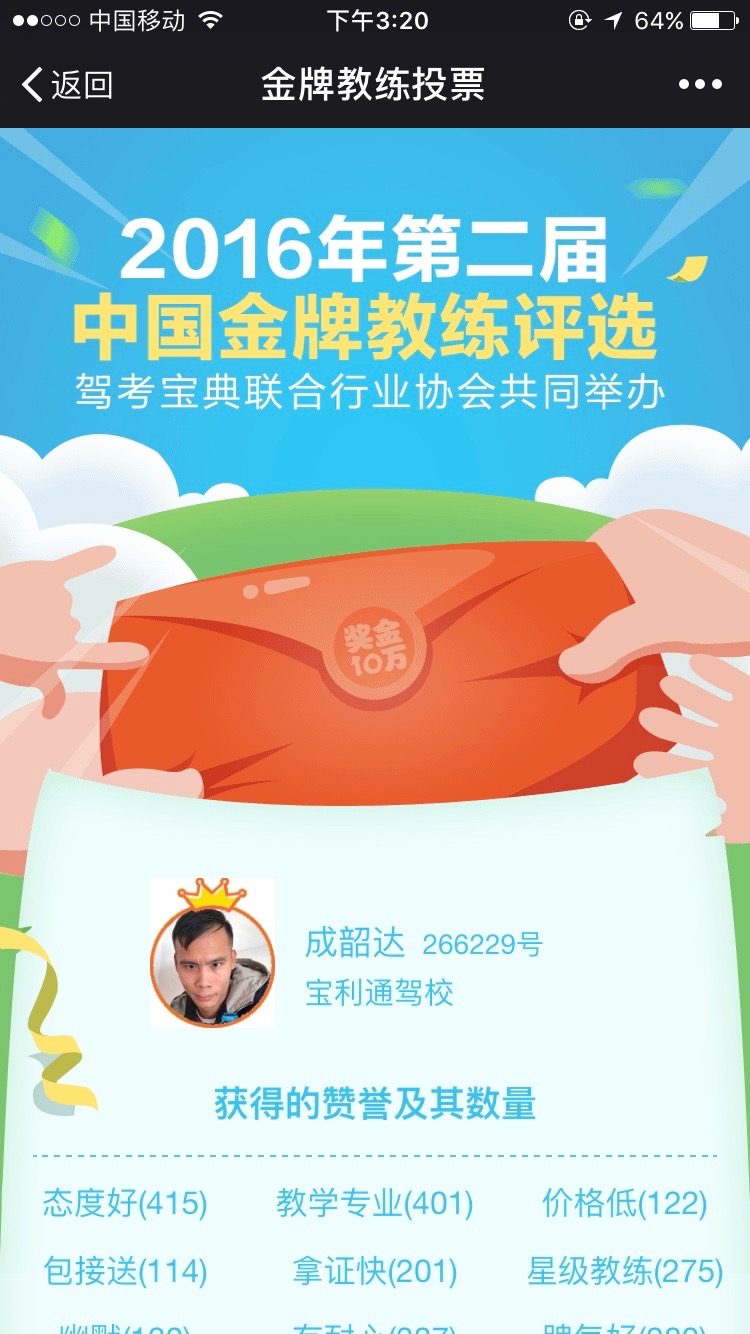 中国移动 下午3:20 64%
返回 金牌教练投票
2016年第二届
中国金牌教练评选
驾考宝典联合行业协会共同举办
奖金
10万
成韶达 266229号
宝利通驾校
获得的赞誉及其数量
态度好(415) 教学专业(401) 价格低(122)
包接送(114) 拿证快(201) 星级教练(275)